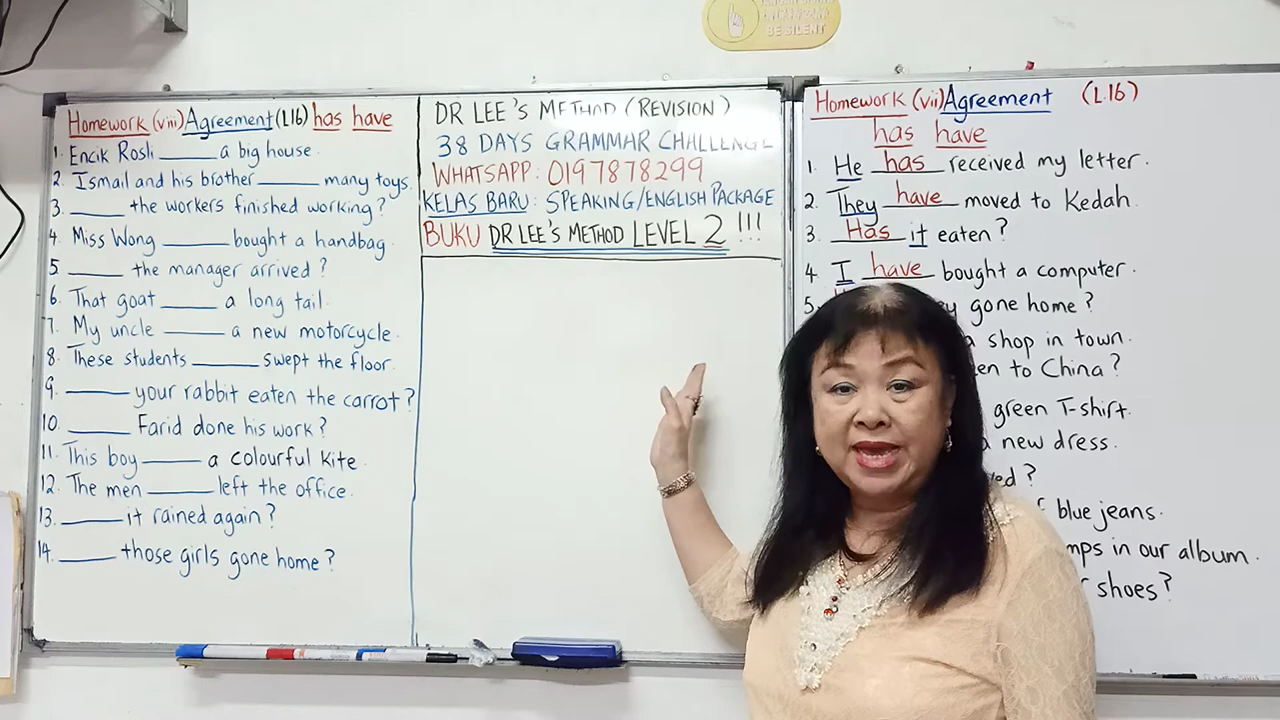 BE SILENT
Homework (viii) Agreement (L16) has have
1. Encik Rosli ______ a big house.
2. Ismail and his brother ______ many toys.
3. ______ the workers finished working?
4. Miss Wong ______ bought a handbag.
5. ______ the manager arrived?
6. That goat ______ a long tail.
7. My uncle ______ a new motorcycle.
8. These students ______ swept the floor.
9. ______ your rabbit eaten the carrot?
10. ______ Farid done his work?
11. This boy ______ a colourful kite.
12. The men ______ left the office.
13. ______ it rained again?
14. ______ those girls gone home?
DR LEE'S METHOD (REVISION)
38 DAYS GRAMMAR CHALLENGE
WHATSAPP: 0197878299
KELAS BARU: SPEAKING/ENGLISH PACKAGE
BUKU DR LEE'S METHOD LEVEL 2 !!!
Homework (vii) Agreement (L16)
has have
1. He has received my letter.
2. They have moved to Kedah.
3. Has it eaten?
4. I have bought a computer.
5. gone home?
a shop in town.
to China?
green T-shirt.
new dress.
blue jeans.
in our album.
shoes?